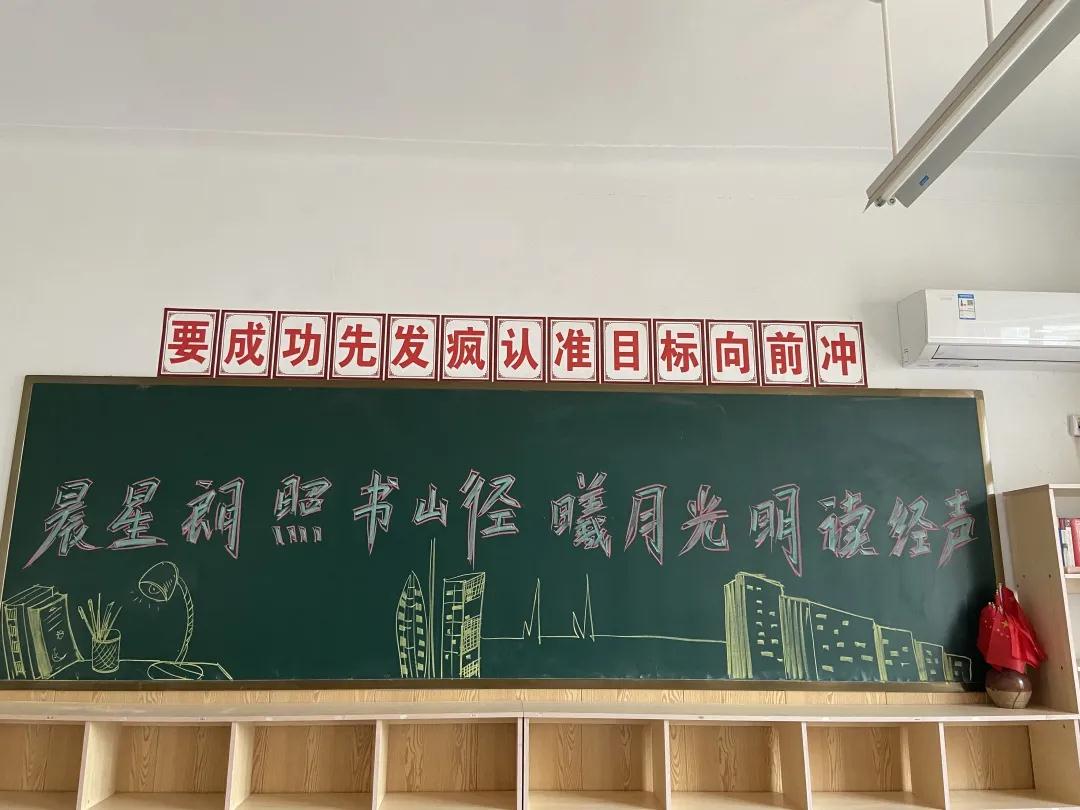 要成功先发疯认准目标向前冲
晨星朗照书山径 曦月光明读经声